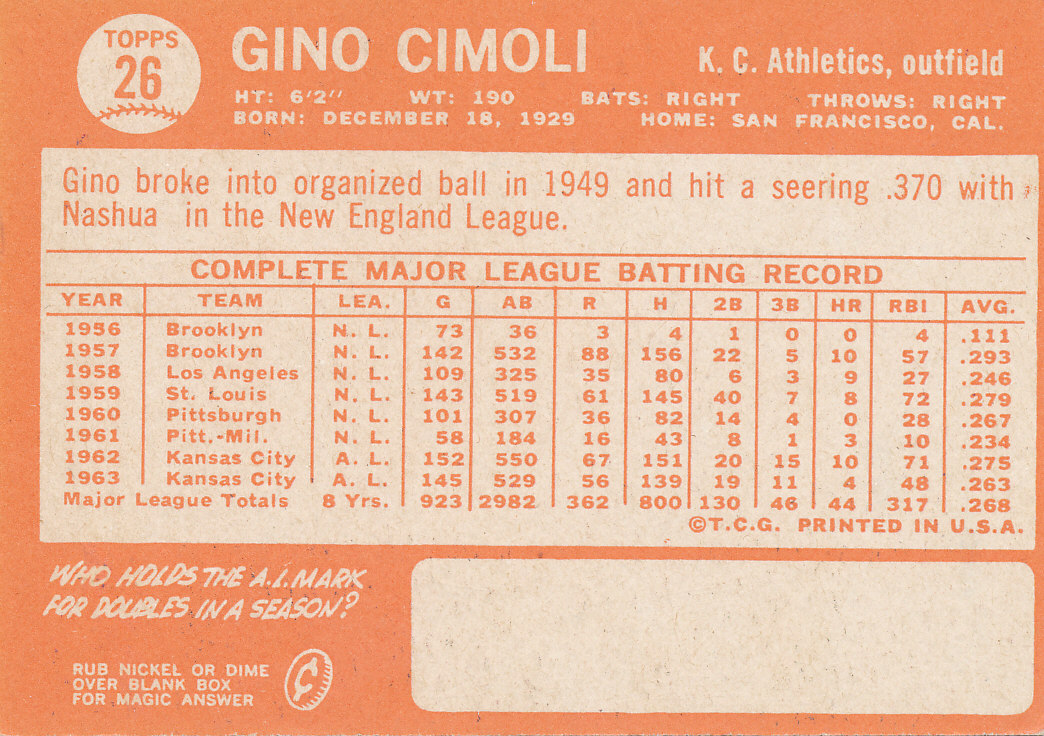 TOPPS
26
GINO CIMOLI
K. C. Athletics, outfield
HT: 6'2" WT: 190 BATS: RIGHT THROWS: RIGHT
BORN: DECEMBER 18, 1929 HOME: SAN FRANCISCO, CAL.
Gino broke into organized ball in 1949 and hit a seering .370 with
Nashua in the New England League.
COMPLETE MAJOR LEAGUE BATTING RECORD
YEAR TEAM LEA. G AB R H 2B 3B HR RBI AVG.
1956 Brooklyn N. L. 73 36 3 4 1 0 0 4 .111
1957 Brooklyn N. L. 142 532 88 156 22 5 10 57 .293
1958 Los Angeles N. L. 109 325 35 80 6 3 9 27 .246
1959 St. Louis N. L. 143 519 61 145 40 7 8 72 .279
1960 Pittsburgh N. L. 101 307 36 82 14 4 0 28 .267
1961 Pitt.-Mil. N. L. 58 184 16 43 8 1 3 10 .234
1962 Kansas City A. L. 152 550 67 151 20 15 10 71 .275
1963 Kansas City A. L. 145 529 56 139 19 11 4 48 .263
Major League Totals 8 Yrs. 923 2982 362 800 130 46 44 317 .268
©T.C.G. PRINTED IN U.S.A.
WHO HOLDS THE A.L. MARK
FOR DOUBLES IN A SEASON?
RUB NICKEL OR DIME
OVER BLANK BOX
FOR MAGIC ANSWER